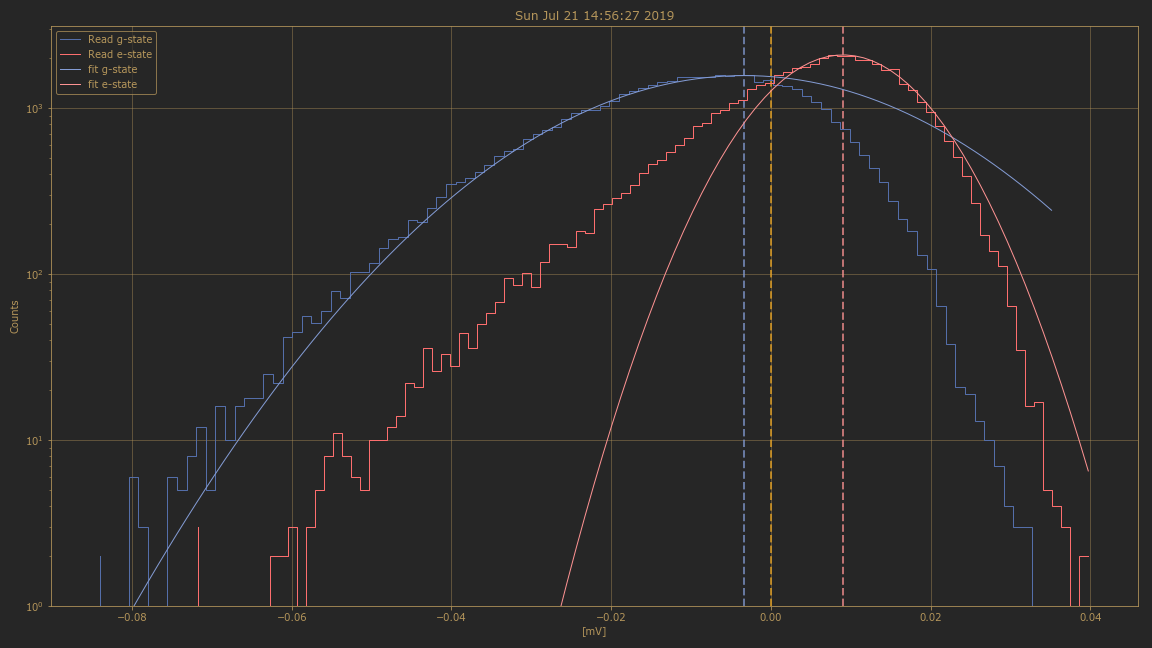 Sun Jul 21 14:56:27 2019
Read g-state
Read e-state
fit g-state
fit e-state
Counts
10³
10²
10¹
10⁰
−0.08 −0.06 −0.04 −0.02 0.00 0.02 0.04
[mV]